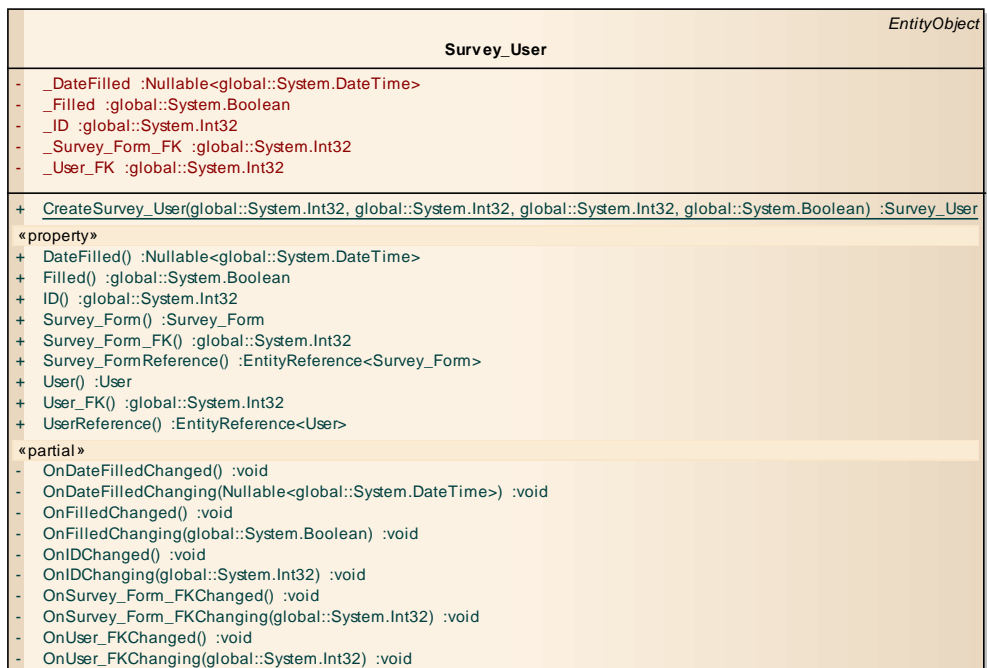 EntityObject
Survey_User
- _DateFilled :Nullable<global::System.DateTime>
- _Filled :global::System.Boolean
- _ID :global::System.Int32
- _Survey_Form_FK :global::System.Int32
- _User_FK :global::System.Int32
+ CreateSurvey_User(global::System.Int32, global::System.Int32, global::System.Int32, global::System.Boolean) :Survey_User
«property»
+ DateFilled() :Nullable<global::System.DateTime>
+ Filled() :global::System.Boolean
+ ID() :global::System.Int32
+ Survey_Form() :Survey_Form
+ Survey_Form_FK() :global::System.Int32
+ Survey_FormReference() :EntityReference<Survey_Form>
+ User() :User
+ User_FK() :global::System.Int32
+ UserReference() :EntityReference<User>
«partial»
- OnDateFilledChanged() :void
- OnDateFilledChanging(Nullable<global::System.DateTime>) :void
- OnFilledChanged() :void
- OnFilledChanging(global::System.Boolean) :void
- OnIDChanged() :void
- OnIDChanging(global::System.Int32) :void
- OnSurvey_Form_FKChanged() :void
- OnSurvey_Form_FKChanging(global::System.Int32) :void
- OnUser_FKChanged() :void
- OnUser_FKChanging(global::System.Int32) :void